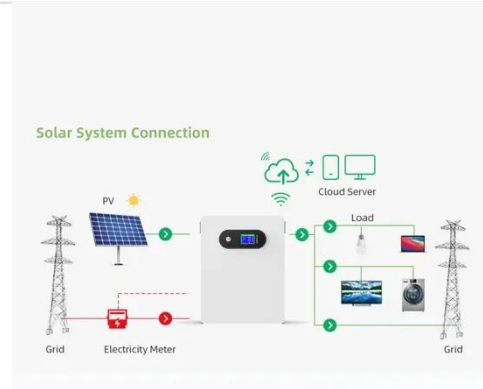 Solar System Connection
Cloud Server
PV
Load
Grid
Electricity Meter
Grid